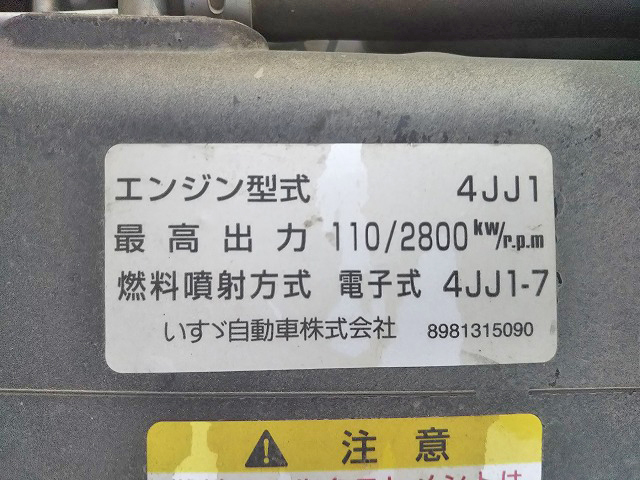 エンジン型式 4JJ1
最高出力 110/2800 kw/r.p.m
燃料噴射方式 電子式 4JJ1-7
いすゞ自動車株式会社 8981315090
注意